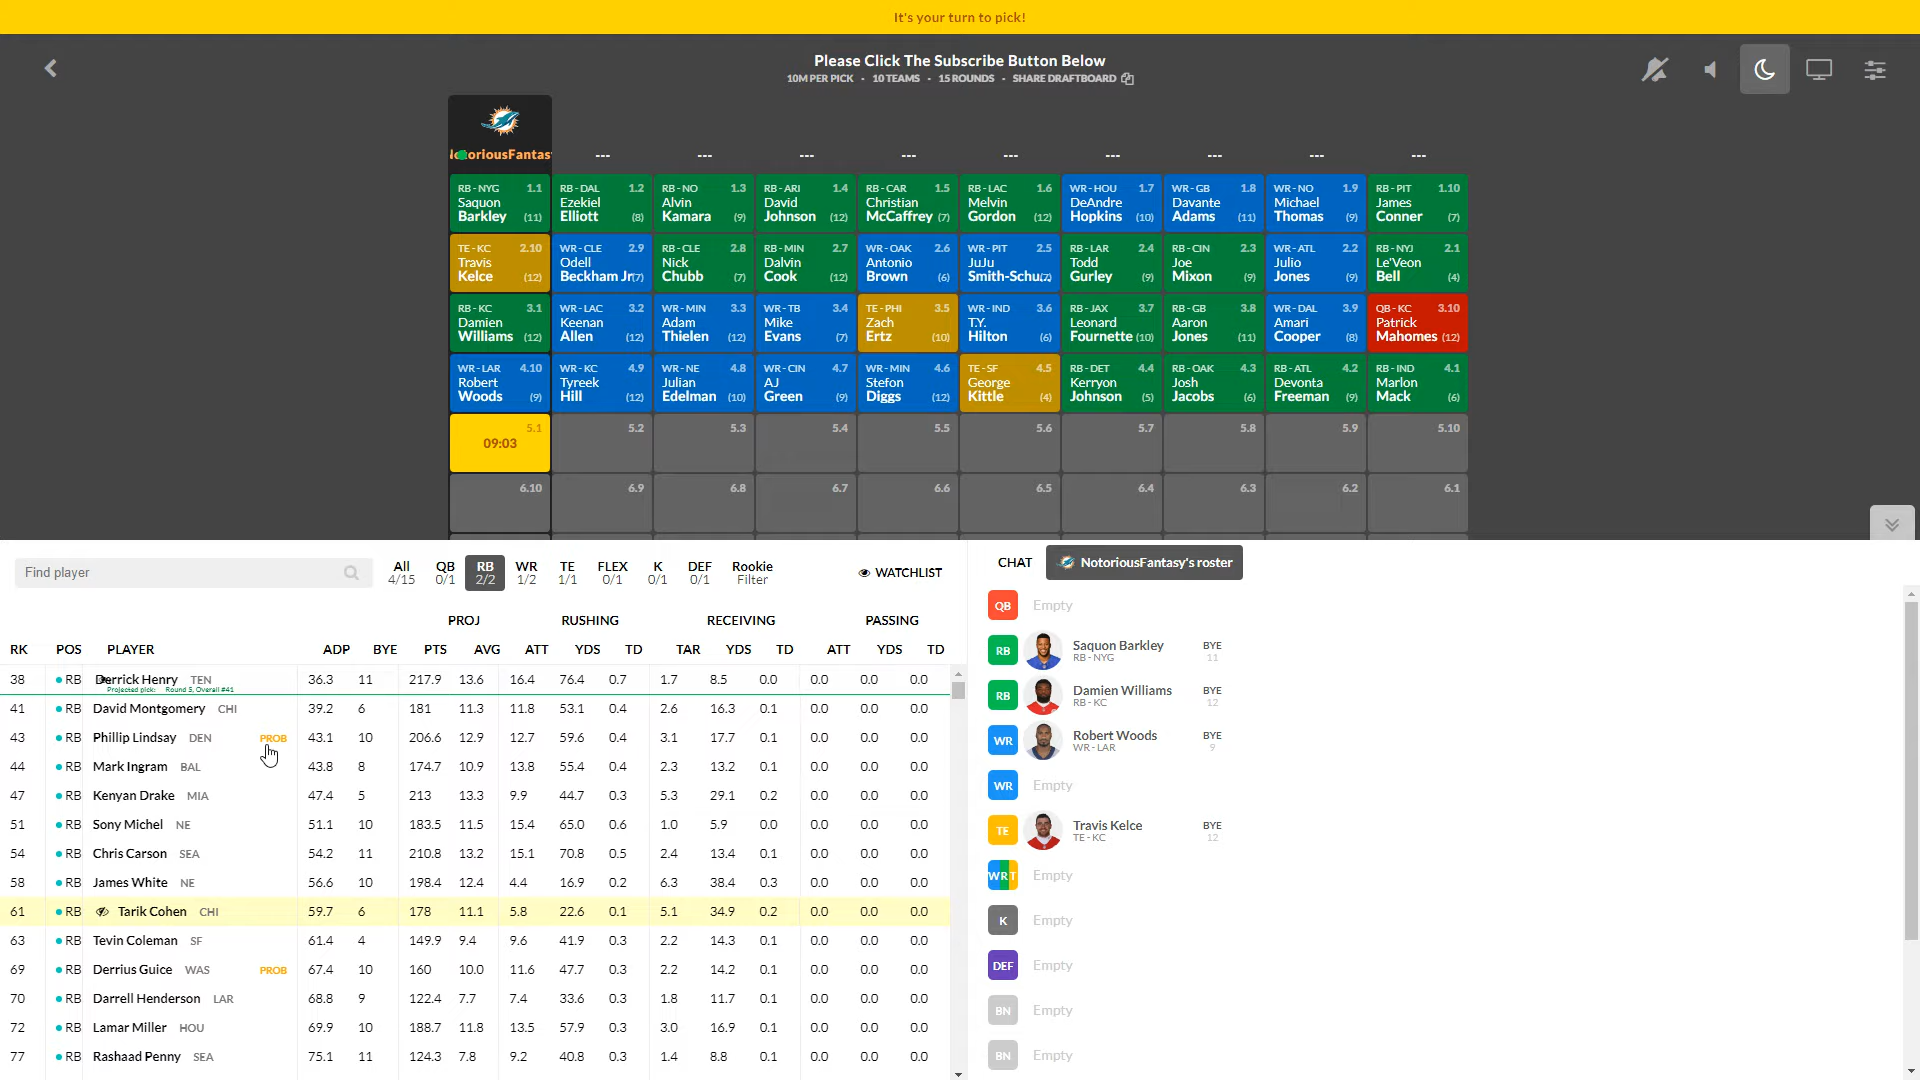 It's your turn to pick!
Please Click The Subscribe Button Below
10M PER PICK - 10 TEAMS - 15 ROUNDS - SHARE DRAFTBOARD
oriousFantas --- --- --- --- --- --- --- --- ---
RB - NYG 1.1 RB - DAL 1.2 RB - NO 1.3 RB - ARI 1.4 RB - CAR 1.5 RB - LAC 1.6 WR - HOU 1.7 WR - GB 1.8 WR - NO 1.9 RB - PIT 1.10
Saquon Ezekiel Alvin David Christian Melvin DeAndre Davante Michael James
Barkley (11) Elliott (8) Kamara (9) Johnson (12) McCaffrey (7) Gordon (12) Hopkins (10) Adams (11) Thomas (9) Conner (7)
TE - KC 2.10 WR - CLE 2.9 RB - CLE 2.8 RB - MIN 2.7 WR - OAK 2.6 WR - PIT 2.5 RB - LAR 2.4 RB - CIN 2.3 WR - ATL 2.2 RB - NYJ 2.1
Travis Odell Nick Dalvin Antonio JuJu Todd Joe Julio Le'Veon
Kelce (12) Beckham Jr (7) Chubb (7) Cook (12) Brown (6) Smith-Schu... (7) Gurley (9) Mixon (9) Jones (9) Bell (4)
RB - KC 3.1 WR - LAC 3.2 WR - MIN 3.3 WR - TB 3.4 TE - PHI 3.5 WR - IND 3.6 RB - JAX 3.7 RB - GB 3.8 WR - DAL 3.9 QB - KC 3.10
Damien Keenan Adam Mike Zach T.Y. Leonard Aaron Amari Patrick
Williams (12) Allen (12) Thielen (12) Evans (7) Ertz (10) Hilton (6) Fournette (10) Jones (11) Cooper (8) Mahomes (12)
WR - LAR 4.10 WR - KC 4.9 WR - NE 4.8 WR - CIN 4.7 WR - MIN 4.6 TE - SF 4.5 RB - DET 4.4 RB - OAK 4.3 RB - ATL 4.2 RB - IND 4.1
Robert Tyreek Julian AJ Stefon George Kerryon Josh Devonta Marlon
Woods (9) Hill (12) Edelman (10) Green (9) Diggs (12) Kittle (4) Johnson (5) Jacobs (6) Freeman (9) Mack (6)
5.1 5.2 5.3 5.4 5.5 5.6 5.7 5.8 5.9 5.10
09:03
6.10 6.9 6.8 6.7 6.6 6.5 6.4 6.3 6.2 6.1
Find player
All QB RB WR TE FLEX K DEF Rookie
4/15 0/1 2/2 1/2 1/1 0/1 0/1 0/1 Filter
WATCHLIST
PROJ RUSHING RECEIVING PASSING
RK POS PLAYER ADP BYE PTS AVG ATT YDS TD TAR YDS TD ATT YDS TD
38 RB Derrick Henry TEN 36.3 11 217.9 13.6 16.4 76.4 0.7 1.7 8.5 0.0 0.0 0.0 0.0
Projected pick: Round 5, Overall #41
41 RB David Montgomery CHI 39.2 6 181 11.3 11.8 53.1 0.4 2.6 16.3 0.1 0.0 0.0 0.0
43 RB Phillip Lindsay DEN PROB 43.1 10 206.6 12.9 12.7 59.6 0.4 3.1 17.7 0.1 0.0 0.0 0.0
44 RB Mark Ingram BAL 43.8 8 174.7 10.9 13.8 55.4 0.4 2.3 13.2 0.1 0.0 0.0 0.0
47 RB Kenyan Drake MIA 47.4 5 213 13.3 9.9 44.7 0.3 5.3 29.1 0.2 0.0 0.0 0.0
51 RB Sony Michel NE 51.1 10 183.5 11.5 15.4 65.0 0.6 1.0 5.9 0.0 0.0 0.0 0.0
54 RB Chris Carson SEA 54.2 11 210.8 13.2 15.1 70.8 0.5 2.4 13.4 0.1 0.0 0.0 0.0
58 RB James White NE 56.6 10 198.4 12.4 4.4 16.9 0.2 6.3 38.4 0.3 0.0 0.0 0.0
61 RB Tarik Cohen CHI 59.7 6 178 11.1 5.8 22.6 0.1 5.1 34.9 0.2 0.0 0.0 0.0
63 RB Tevin Coleman SF 61.4 4 149.9 9.4 9.6 41.9 0.3 2.2 14.3 0.1 0.0 0.0 0.0
69 RB Derrius Guice WAS PROB 67.4 10 160 10.0 11.6 47.7 0.3 2.2 14.2 0.1 0.0 0.0 0.0
70 RB Darrell Henderson LAR 68.8 9 122.4 7.7 7.4 33.6 0.3 1.8 11.7 0.1 0.0 0.0 0.0
72 RB Lamar Miller HOU 69.9 10 188.7 11.8 13.5 57.9 0.3 3.0 16.9 0.1 0.0 0.0 0.0
77 RB Rashaad Penny SEA 75.1 11 124.3 7.8 9.2 40.8 0.3 1.4 8.8 0.1 0.0 0.0 0.0
CHAT NotoriousFantasy's roster
QB Empty
RB Saquon Barkley BYE
RB - NYG 11
RB Damien Williams BYE
RB - KC 12
WR Robert Woods BYE
WR - LAR 9
WR Empty
TE Travis Kelce BYE
TE - KC 12
WRT Empty
K Empty
DEF Empty
BN Empty
BN Empty